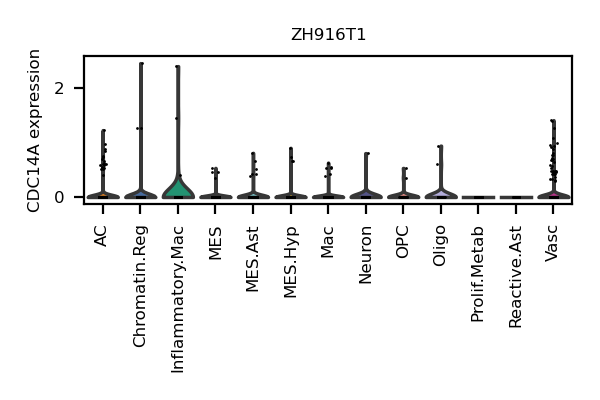 ZH916T1
CDC14A expression
2
0
AC
Chromatin.Reg
Inflammatory.Mac
MES
MES.Ast
MES.Hyp
Mac
Neuron
OPC
Oligo
Prolif.Metab
Reactive.Ast
Vasc